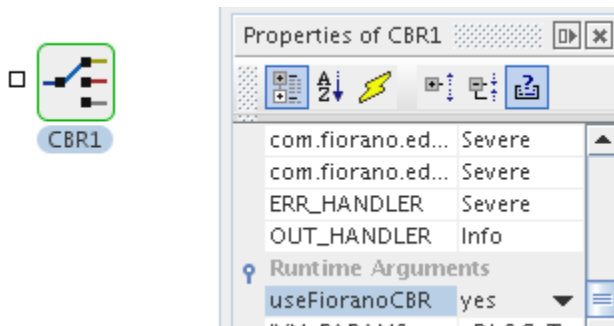 CBR1
Properties of CBR1
A
Z
com.fiorano.ed... Severe
com.fiorano.ed... Severe
ERR_HANDLER Severe
OUT_HANDLER Info
Runtime Arguments
useFioranoCBR yes